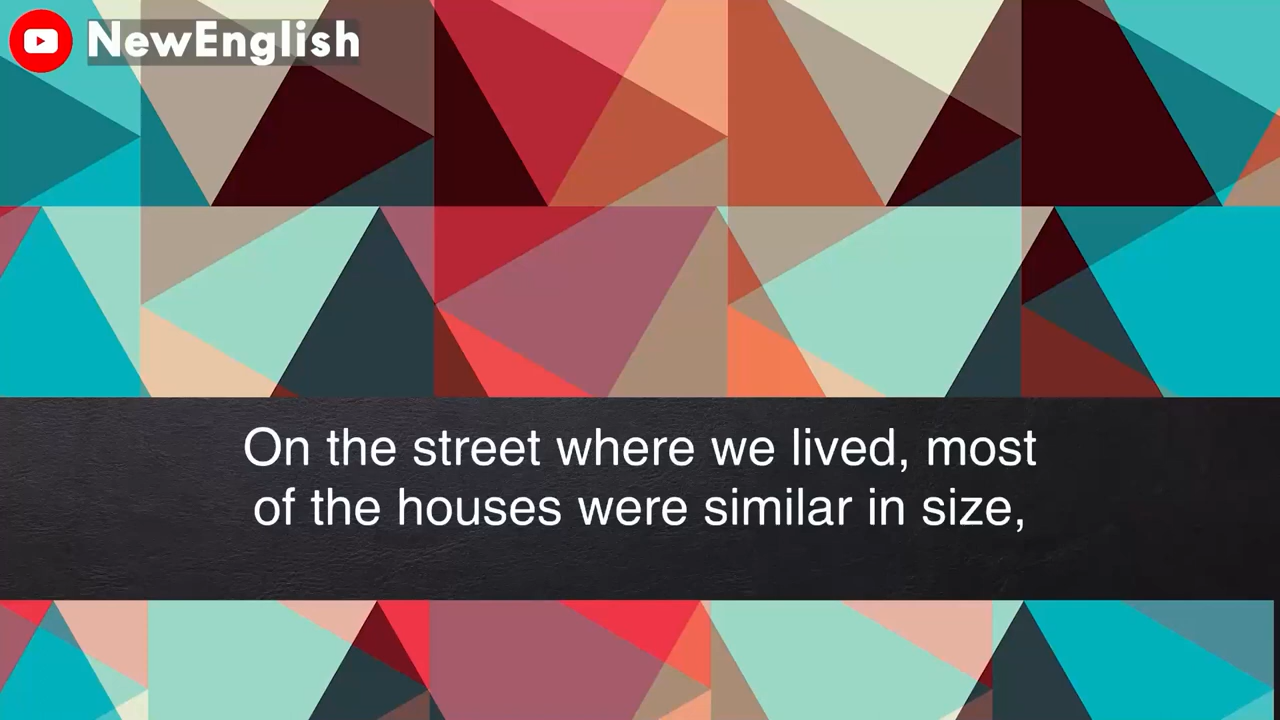 NewEnglish
On the street where we lived, most
of the houses were similar in size,